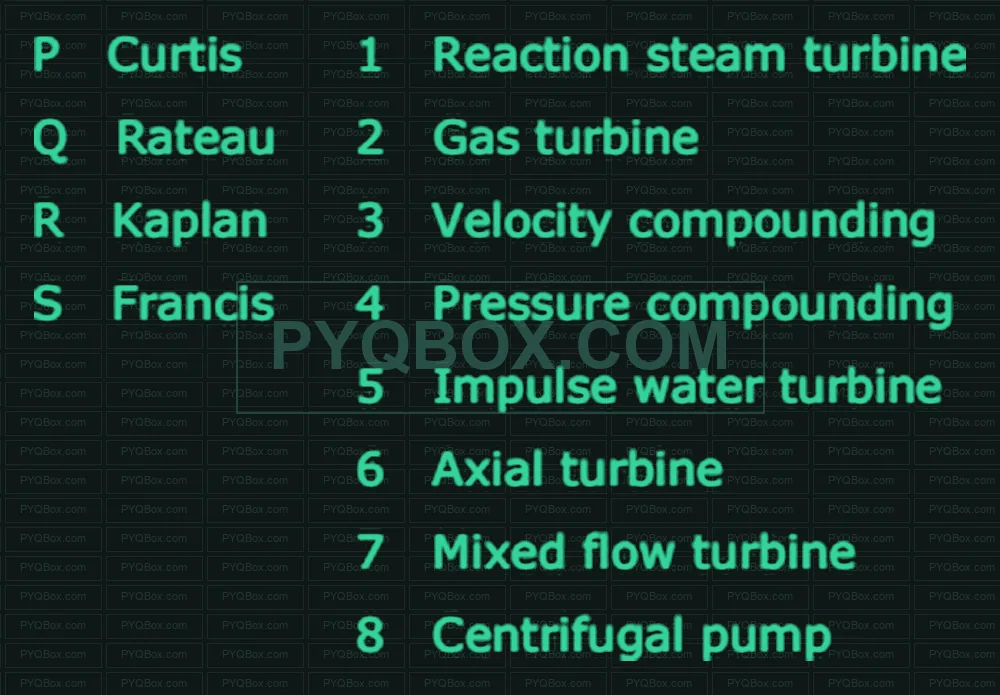 P Curtis 1 Reaction steam turbine
Q Rateau 2 Gas turbine
R Kaplan 3 Velocity compounding
S Francis 4 Pressure compounding
PYQBOX.COM
5 Impulse water turbine
6 Axial turbine
7 Mixed flow turbine
8 Centrifugal pump